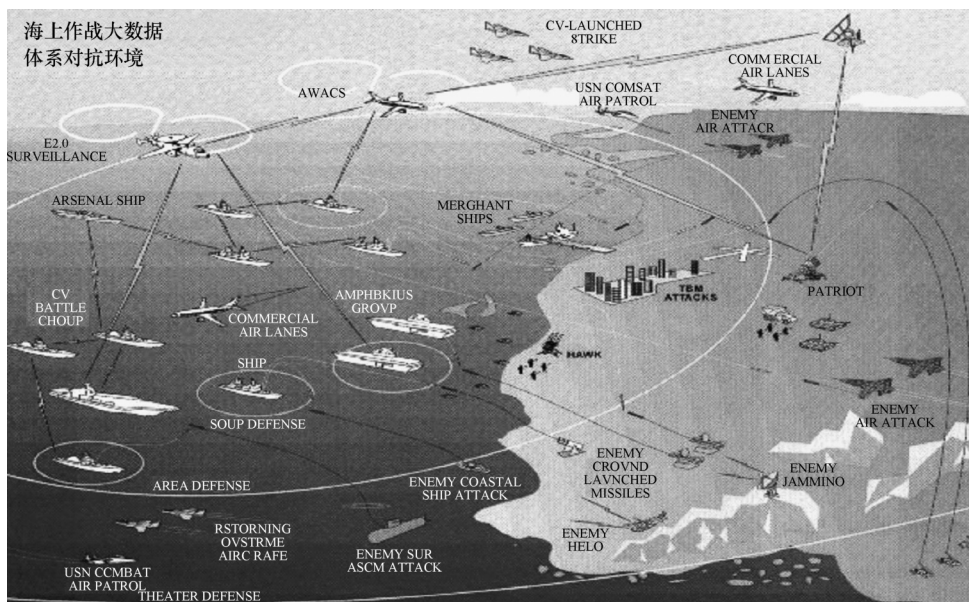 海上作战大数据
体系对抗环境
CV-LAUNCHED
8TRIKE
COMM ERCIAL
AIR LANES
AWACS
USN COMSAT
AIR PATROL
ENEMY
AIR ATTACR
E2.0
SURVEILLANCE
ARSENAL SHIP
MERGHANT
SHIPS
TBM
ATTACKS
PATRIOT
CV
BATTLE
CHOUP
COMMERCIAL
AIR LANES
AMPHBKIUS
GROVP
HAWK
SHIP
SOUP DEFENSE
ENEMY
AIR ATTACK
AREA DEFENSE
ENEMY COASTAL
SHIP ATTACK
ENEMY
CROVND
LAVNCHED
MISSILES
ENEMY
JAMMINO
RSTORNING
OVSTRME
AIRC RAFE
ENEMY SUR
ASCM ATTACK
ENEMY
HELO
USN CCMBAT
AIR PATROL
THEATER DEFENSE